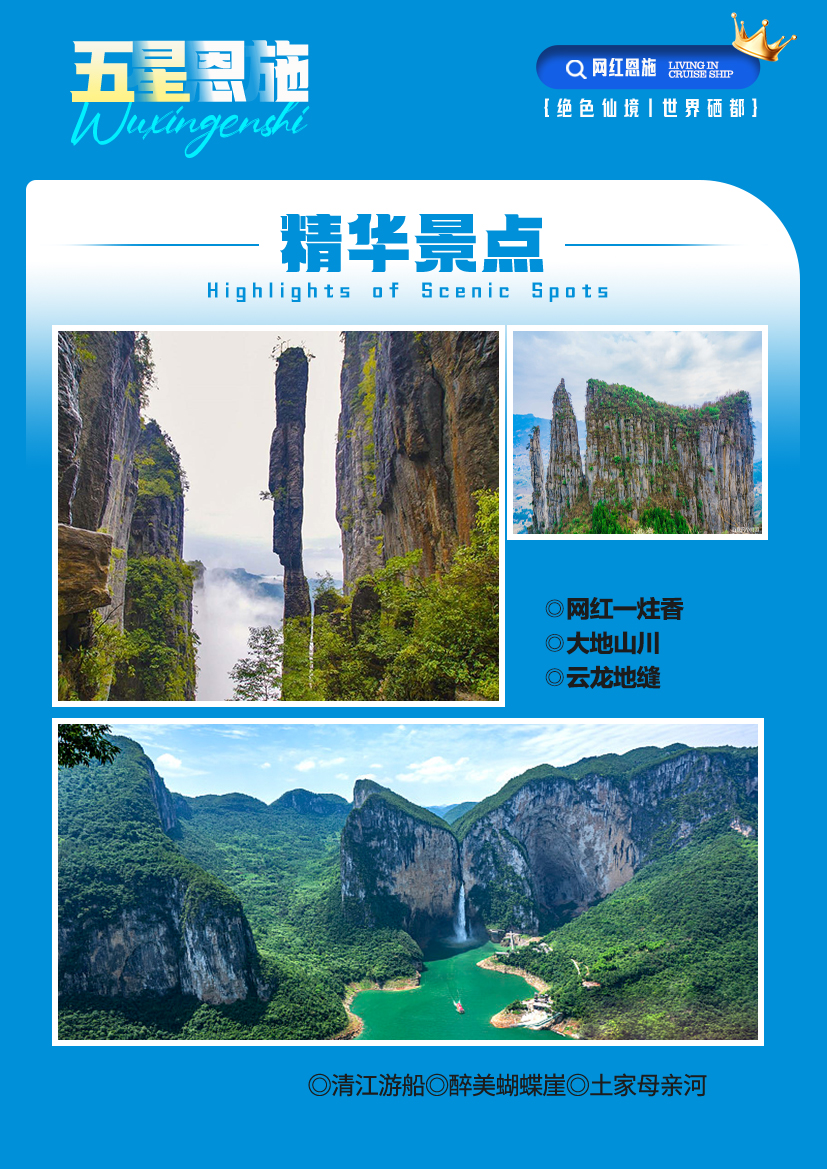 五星恩施
Wuxingenshi
网红恩施
LIVING IN
CRUISE SHIP
{绝色仙境|世界硒都}
精华景点
Highlights of Scenic Spots
◎网红一炷香
◎大地山川
◎云龙地缝
◎清江游船◎醉美蝴蝶崖◎土家母亲河